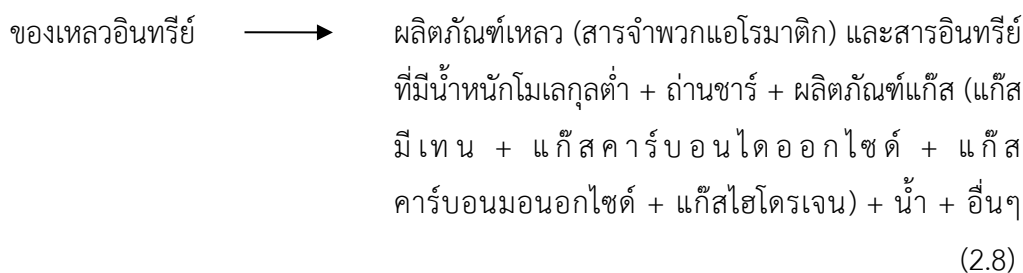 ของเหลวอินทรีย์ ⟶ ผลิตภัณฑ์เหลว (สารจำพวกแอโรมาติก) และสารอินทรีย์
ที่มีน้ำหนักโมเลกุลต่ำ + ถ่านชาร์ + ผลิตภัณฑ์แก๊ส (แก๊ส
มีเทน + แก๊สคาร์บอนไดออกไซด์ + แก๊ส
คาร์บอนมอนอกไซด์ + แก๊สไฮโดรเจน) + น้ำ + อื่นๆ
(2.8)